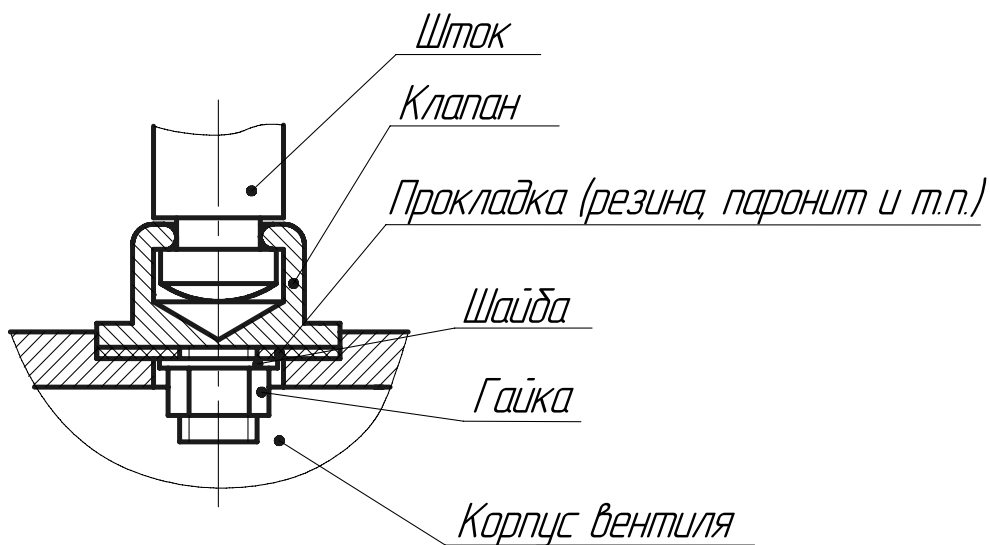 Шток
Клапан
Прокладка (резина, паронит и т.п.)
Шайба
Гайка
Корпус вентиля